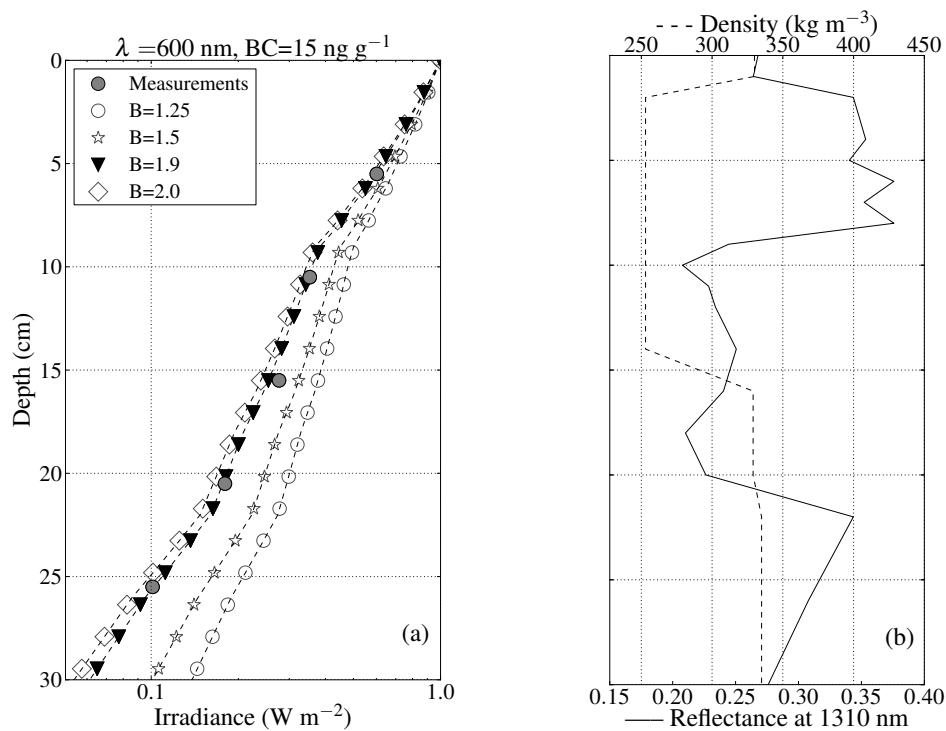 λ =600 nm, BC=15 ng g⁻¹
Measurements
B=1.25
B=1.5
B=1.9
B=2.0
0
5
10
15
20
25
30
Depth (cm)
0.1
1.0
Irradiance (W m⁻²)
(a)
--- Density (kg m⁻³)
250 300 350 400 450
(b)
0.15 0.20 0.25 0.30 0.35 0.40
—— Reflectance at 1310 nm